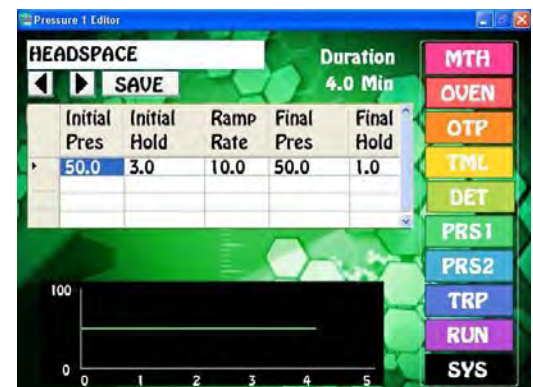 Pressure 1 Editor
HEADSPACE
Duration
4.0 Min
SAVE
Initial Pres Initial Hold Ramp Rate Final Pres Final Hold
50.0 3.0 10.0 50.0 1.0
MTH
OVEN
OTP
TML
DET
PRS1
PRS2
TRP
RUN
SYS
100
0
0 1 2 3 4 5